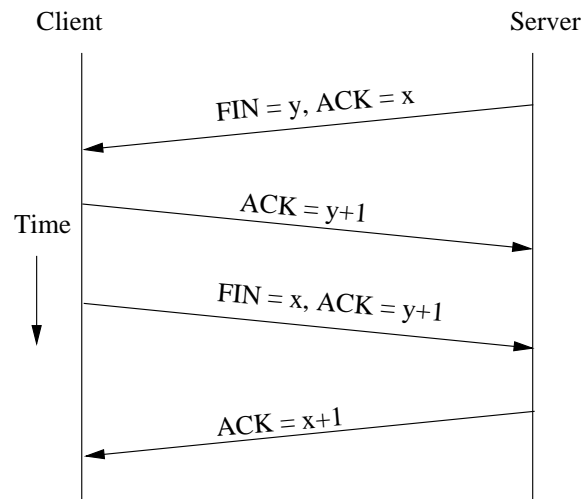 Client
Server
FIN = y, ACK = x
ACK = y+1
Time
FIN = x, ACK = y+1
ACK = x+1